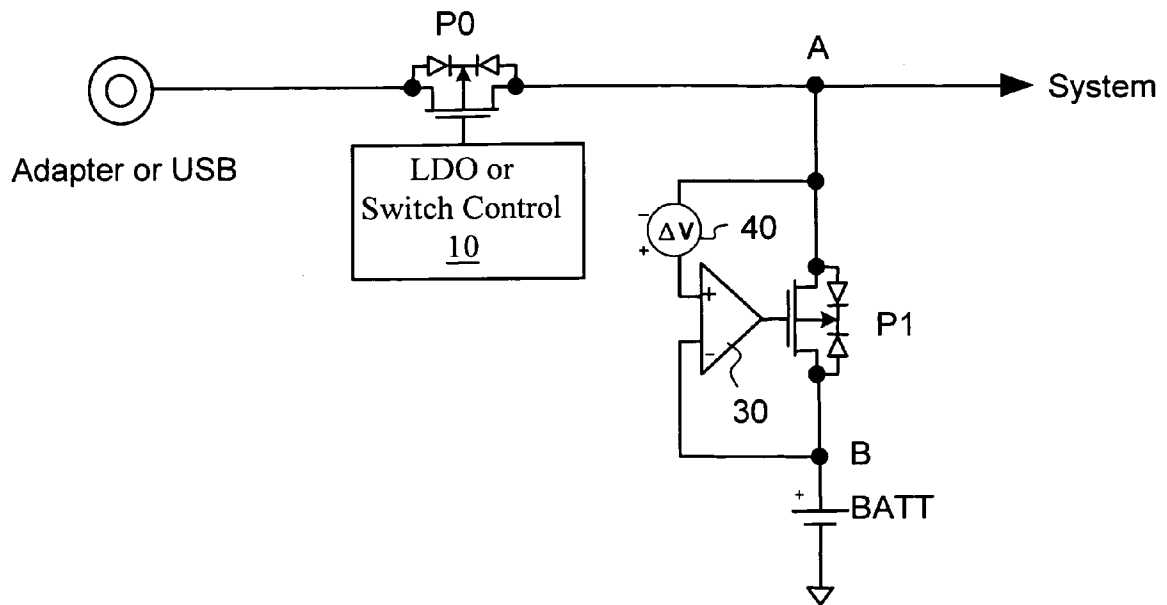 P0
A
System
Adapter or USB
LDO or
Switch Control
10
−
ΔV
40
+
+
−
P1
30
B
+
BATT